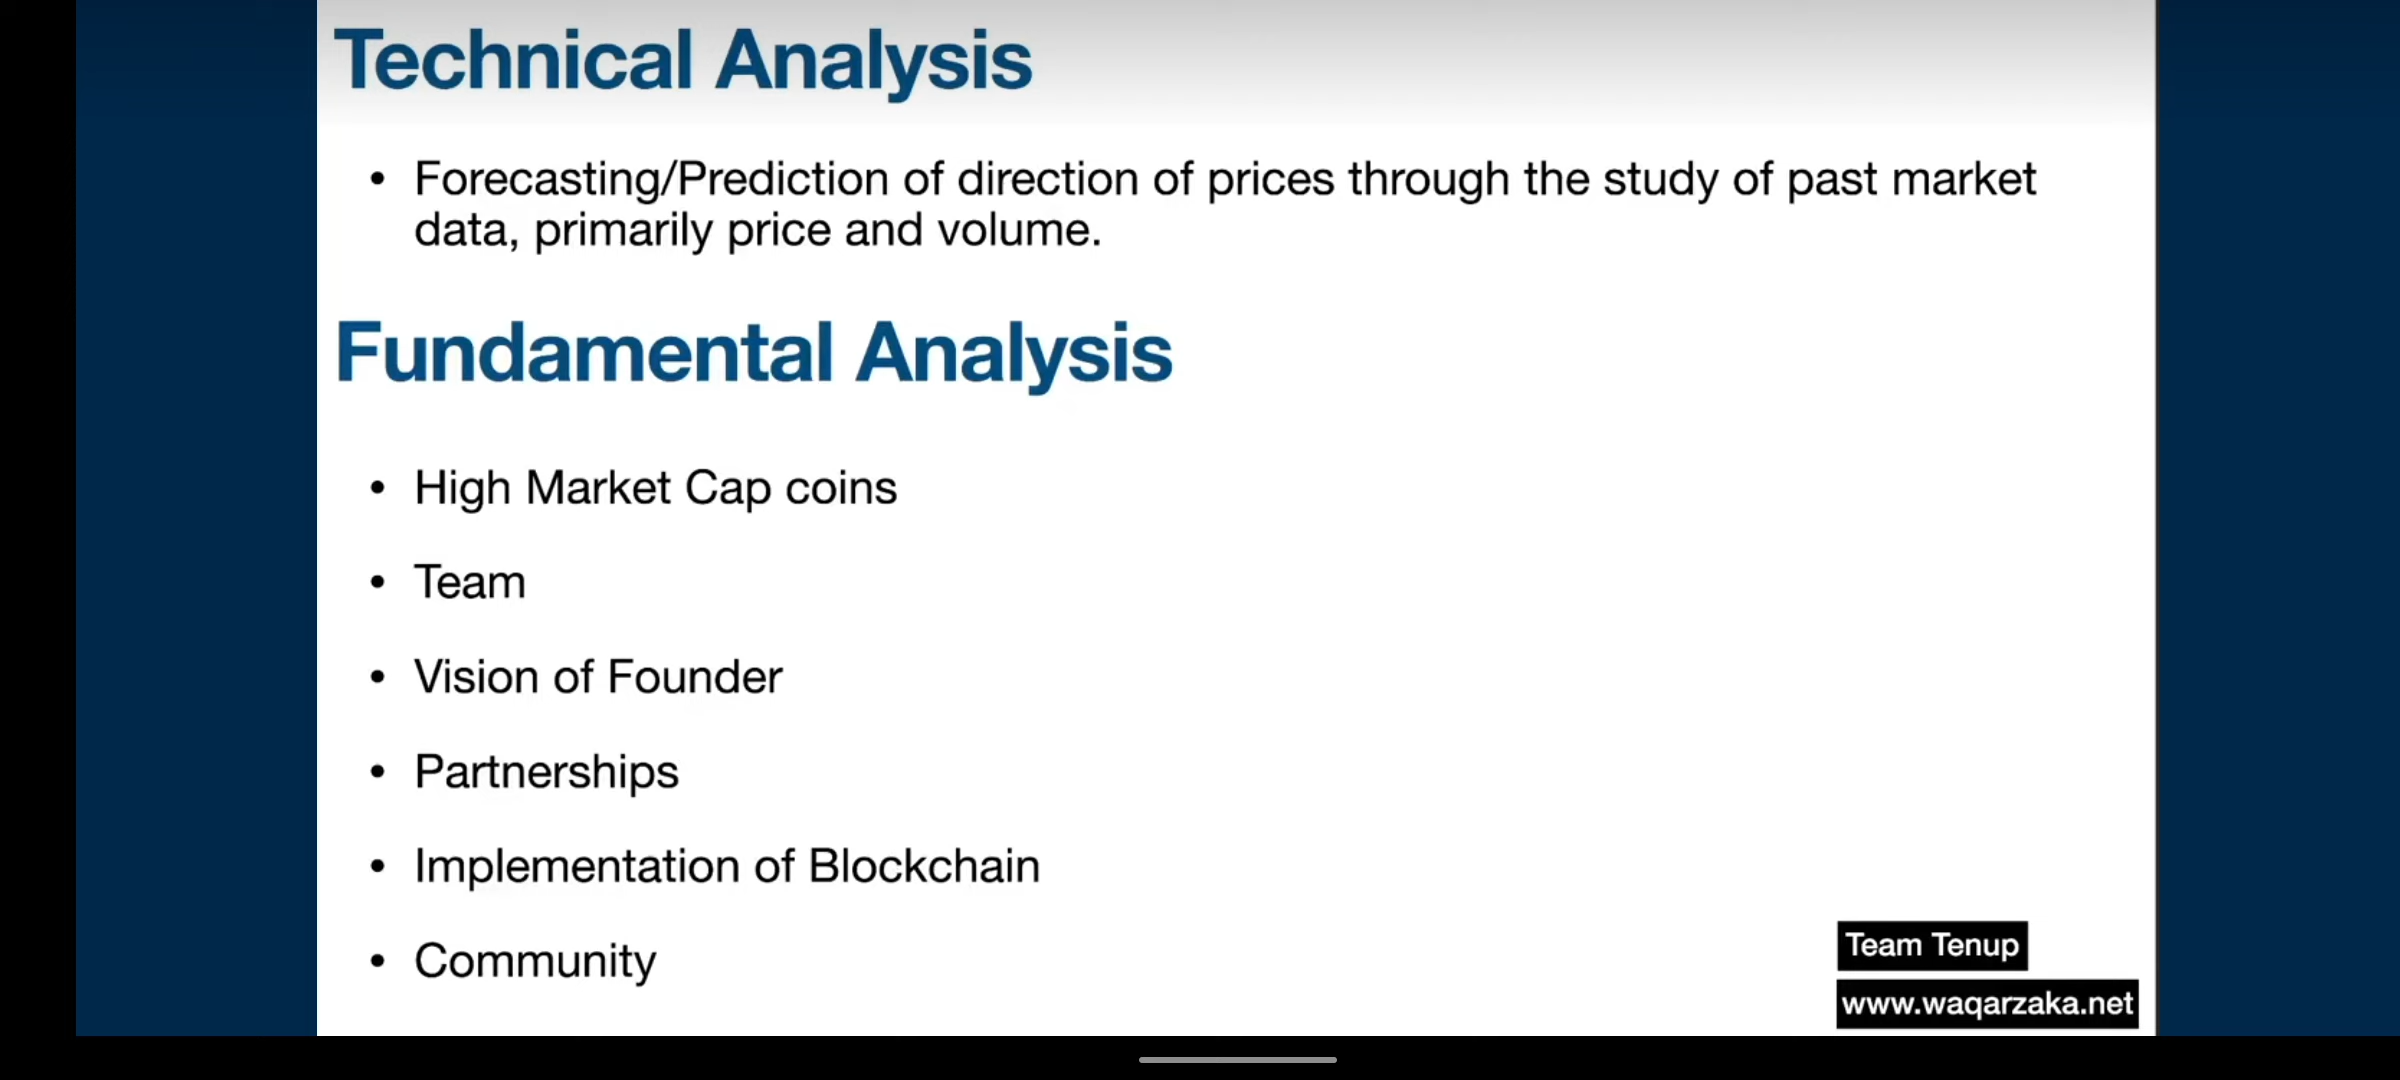 Technical Analysis
• Forecasting/Prediction of direction of prices through the study of past market
data, primarily price and volume.
Fundamental Analysis
• High Market Cap coins
• Team
• Vision of Founder
• Partnerships
• Implementation of Blockchain
• Community
Team Tenup
www.waqarzaka.net